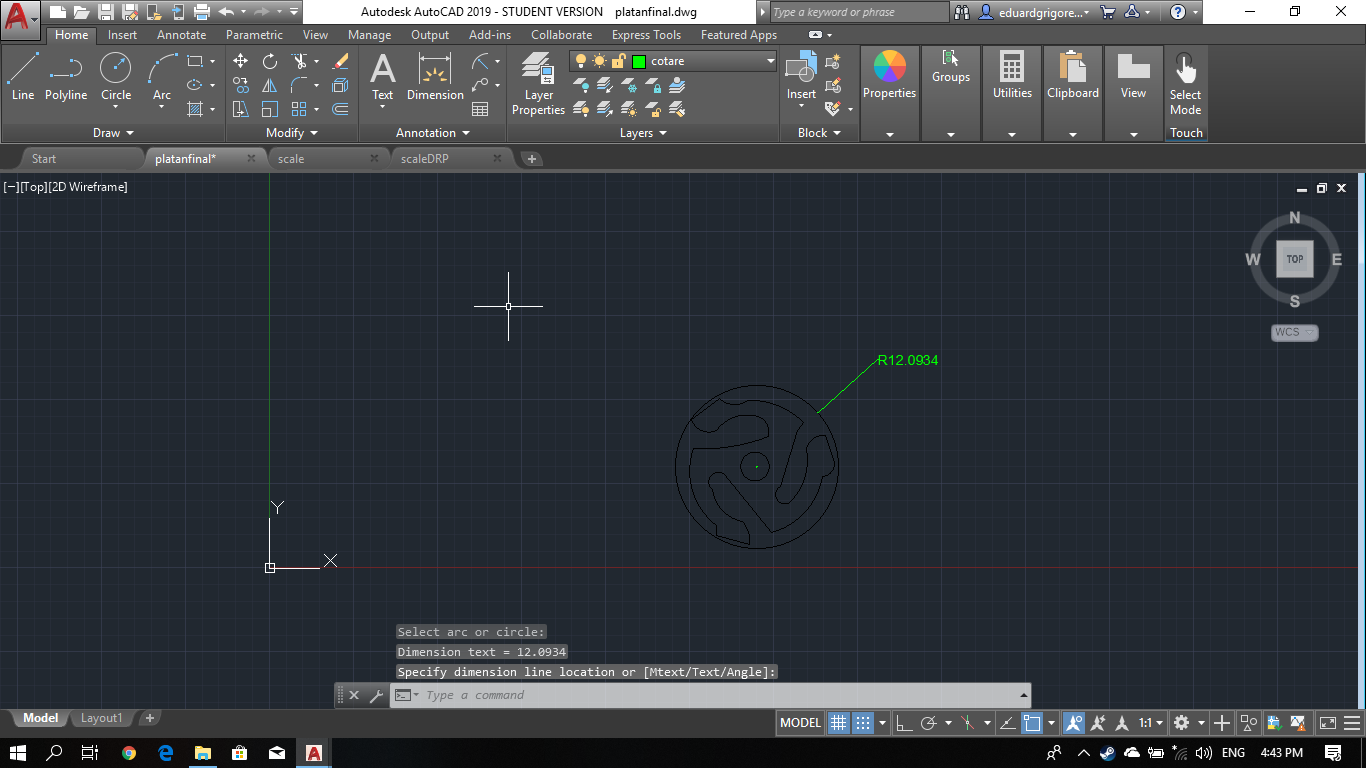 Autodesk AutoCAD 2019 - STUDENT VERSION platanfinal.dwg
Type a keyword or phrase
eduardgrigore...
Home Insert Annotate Parametric View Manage Output Add-ins Collaborate Express Tools Featured Apps
cotare
Line Polyline Circle Arc
Text Dimension
Layer
Properties
Insert
Properties
Groups
Utilities
Clipboard
View
Select
Mode
Draw Modify Annotation Layers Block Touch
Start platanfinal* scale scaleDRP
[−][Top][2D Wireframe]
N
W TOP E
S
WCS
R12.0934
Y
X
Select arc or circle:
Dimension text = 12.0934
Specify dimension line location or [Mtext/Text/Angle]:
Type a command
Model Layout1
MODEL 1:1
ENG 4:43 PM